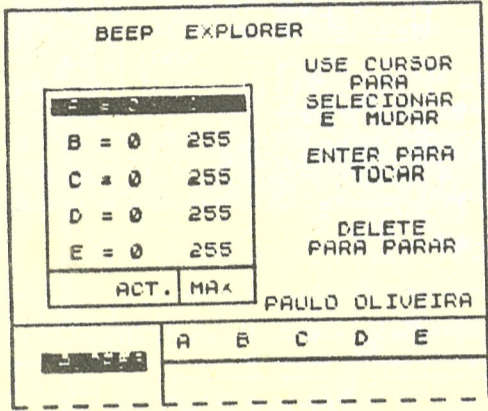 BEEP EXPLORER
USE CURSOR
PARA
SELECIONAR
E MUDAR
ENTER PARA
TOCAR
DELETE
PARA PARAR
PAULO OLIVEIRA
B = 0 255
C = 0 255
D = 0 255
E = 0 255
ACT. MAX
A B C D E